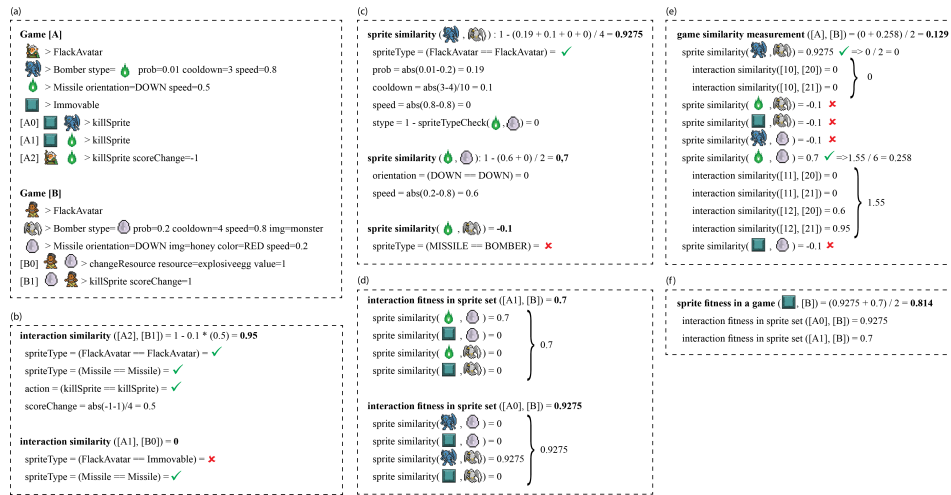 (a)
Game [A]
> FlackAvatar
> Bomber stype= prob=0.01 cooldown=3 speed=0.8
> Missile orientation=DOWN speed=0.5
> Immovable
[A0] > killSprite
[A1] > killSprite
[A2] > killSprite scoreChange=-1
Game [B]
> FlackAvatar
> Bomber stype= prob=0.2 cooldown=4 speed=0.8 img=monster
> Missile orientation=DOWN img=honey color=RED speed=0.2
[B0] > changeResource resource=explosiveegg value=1
[B1] > killSprite scoreChange=1
(b)
interaction similarity ([A2], [B1]) = 1 - 0.1 * (0.5) = 0.95
spriteType = (FlackAvatar == FlackAvatar) = ✓
spriteType = (Missile == Missile) = ✓
action = (killSprite == killSprite) = ✓
scoreChange = abs(-1-1)/4 = 0.5
interaction similarity ([A1], [B0]) = 0
spriteType = (FlackAvatar == Immovable) = ✘
spriteType = (Missile == Missile) = ✓
(c)
sprite similarity ( , ) : 1 - (0.19 + 0.1 + 0 + 0) / 4 = 0.9275
spriteType = (FlackAvatar == FlackAvatar) = ✓
prob = abs(0.01-0.2) = 0.19
cooldown = abs(3-4)/10 = 0.1
speed = abs(0.8-0.8) = 0
stype = 1 - spriteTypeCheck( , ) = 0
sprite similarity ( , ): 1 - (0.6 + 0) / 2 = 0,7
orientation = (DOWN == DOWN) = 0
speed = abs(0.2-0.8) = 0.6
sprite similarity ( , ) = -0.1
spriteType = (MISSILE == BOMBER) = ✘
(d)
interaction fitness in sprite set ([A1], [B]) = 0.7
sprite similarity( , ) = 0.7
sprite similarity( , ) = 0
sprite similarity( , ) = 0
sprite similarity( , ) = 0
0.7
interaction fitness in sprite set ([A0], [B]) = 0.9275
sprite similarity( , ) = 0
sprite similarity( , ) = 0
sprite similarity( , ) = 0.9275
sprite similarity( , ) = 0
0.9275
(e)
game similarity measurement ([A], [B]) = (0 + 0.258) / 2 = 0.129
sprite similarity( , ) = 0.9275 ✓ => 0 / 2 = 0
interaction similarity([10], [20]) = 0
interaction similarity([10], [21]) = 0
0
sprite similarity( , ) = -0.1 ✘
sprite similarity( , ) = -0.1 ✘
sprite similarity( , ) = -0.1 ✘
sprite similarity( , ) = 0.7 ✓ =>1.55 / 6 = 0.258
interaction similarity([11], [20]) = 0
interaction similarity([11], [21]) = 0
interaction similarity([12], [20]) = 0.6
interaction similarity([12], [21]) = 0.95
1.55
sprite similarity( , ) = -0.1 ✘
(f)
sprite fitness in a game ( , [B]) = (0.9275 + 0.7) / 2 = 0.814
interaction fitness in sprite set ([A0], [B]) = 0.9275
interaction fitness in sprite set ([A1], [B]) = 0.7